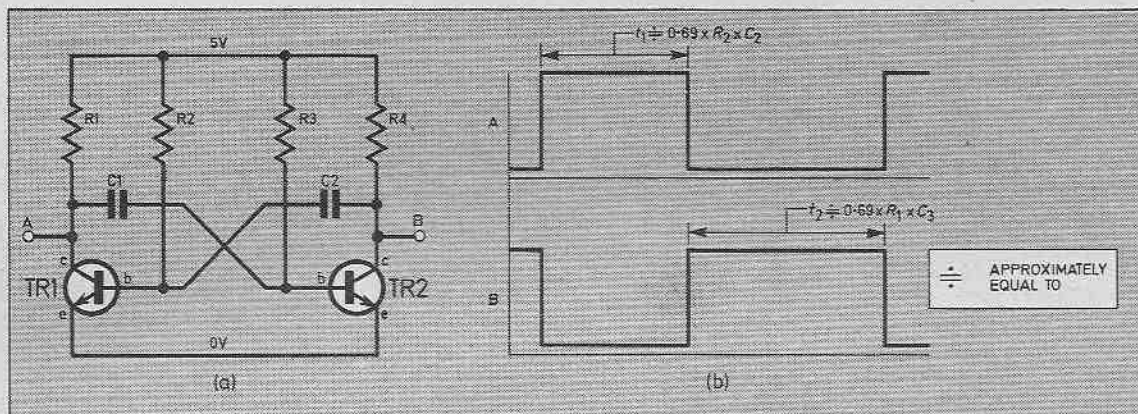 5V
R1
R2
R3
R4
C1
C2
A
B
c
c
TR1
b
b
TR2
e
e
0V
(a)
t₁ ≑ 0·69 × R₂ × C₂
A
t₂ ≑ 0·69 × R₁ × C₃
B
≑ APPROXIMATELY
EQUAL TO
(b)